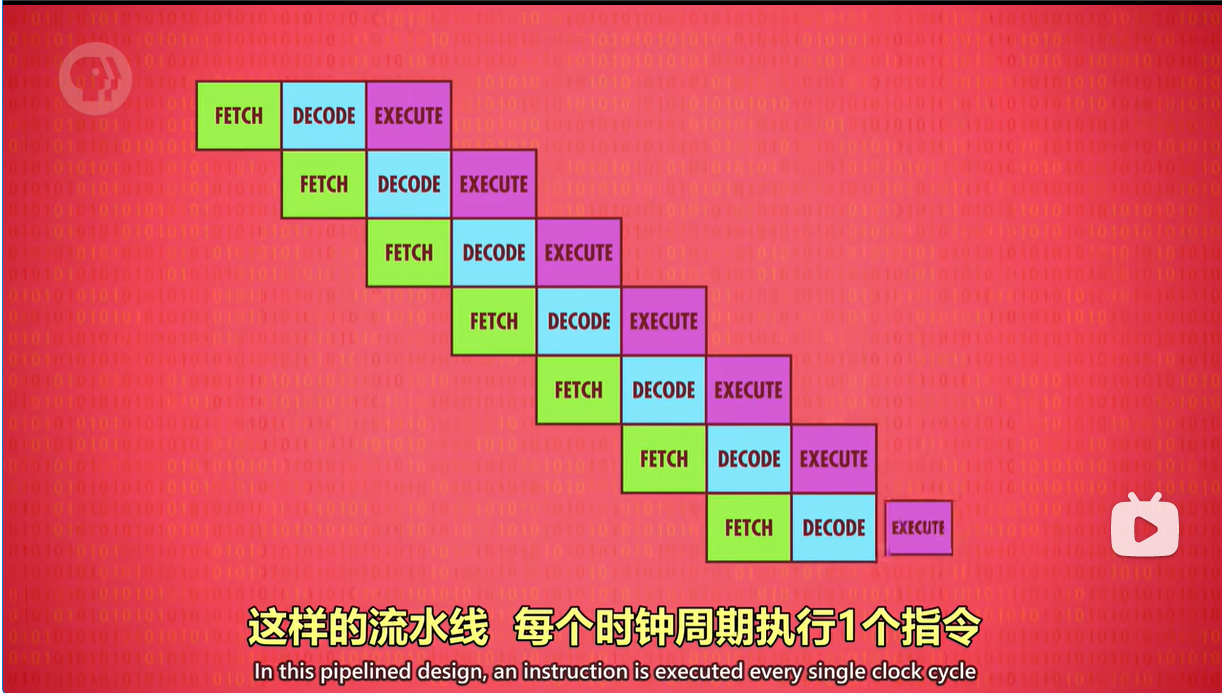 FETCH DECODE EXECUTE
FETCH DECODE EXECUTE
FETCH DECODE EXECUTE
FETCH DECODE EXECUTE
FETCH DECODE EXECUTE
FETCH DECODE EXECUTE
FETCH DECODE EXECUTE
这样的流水线 每个时钟周期执行1个指令
In this pipelined design, an instruction is executed every single clock cycle